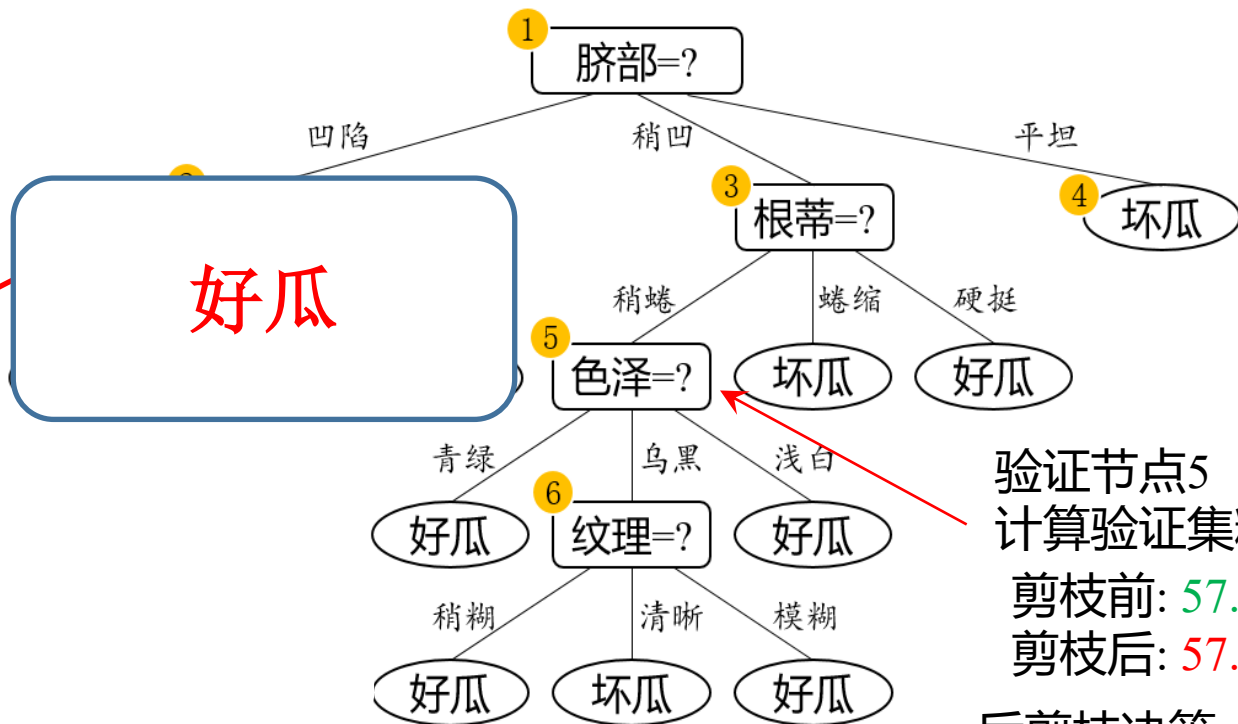 1
脐部=?
凹陷
稍凹
平坦
3
根蒂=?
4
坏瓜
好瓜
稍蜷
蜷缩
硬挺
5
色泽=?
坏瓜
好瓜
青绿
乌黑
浅白
验证节点5
好瓜
6
纹理=?
好瓜
计算验证集
剪枝前: 57.
稍糊
清晰
模糊
剪枝后: 57.
好瓜
坏瓜
好瓜